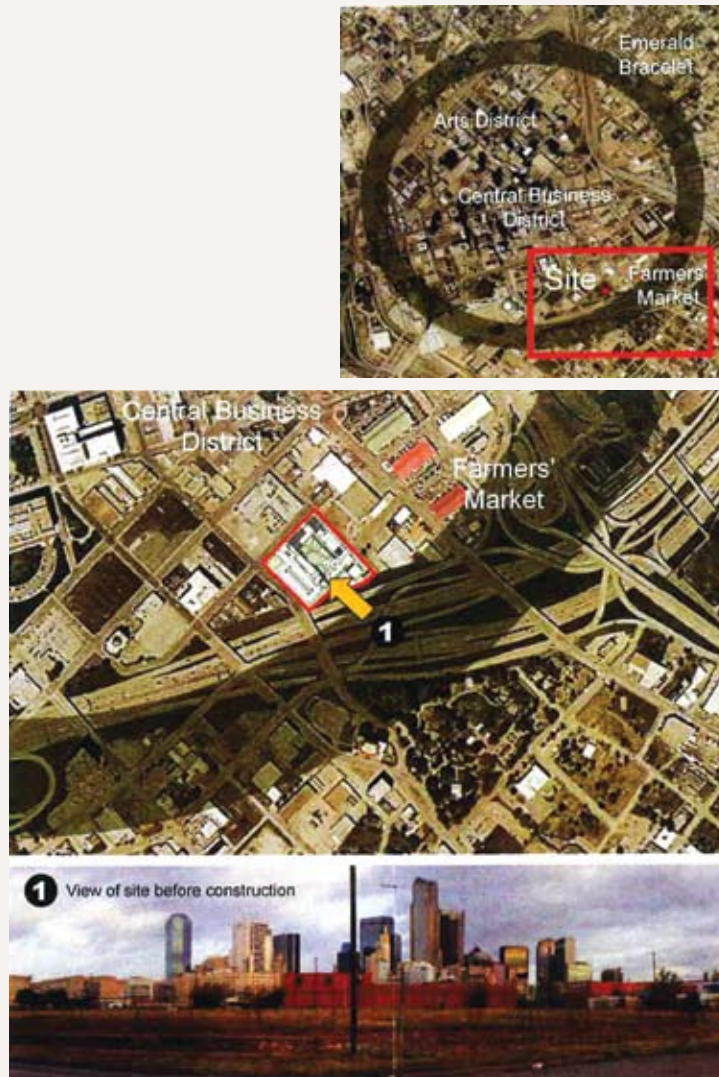 Emerald
Bracelet
Arts District
Central Business
District
Site
Farmers'
Market
Central Business
District
Farmers'
Market
1
1 View of site before construction